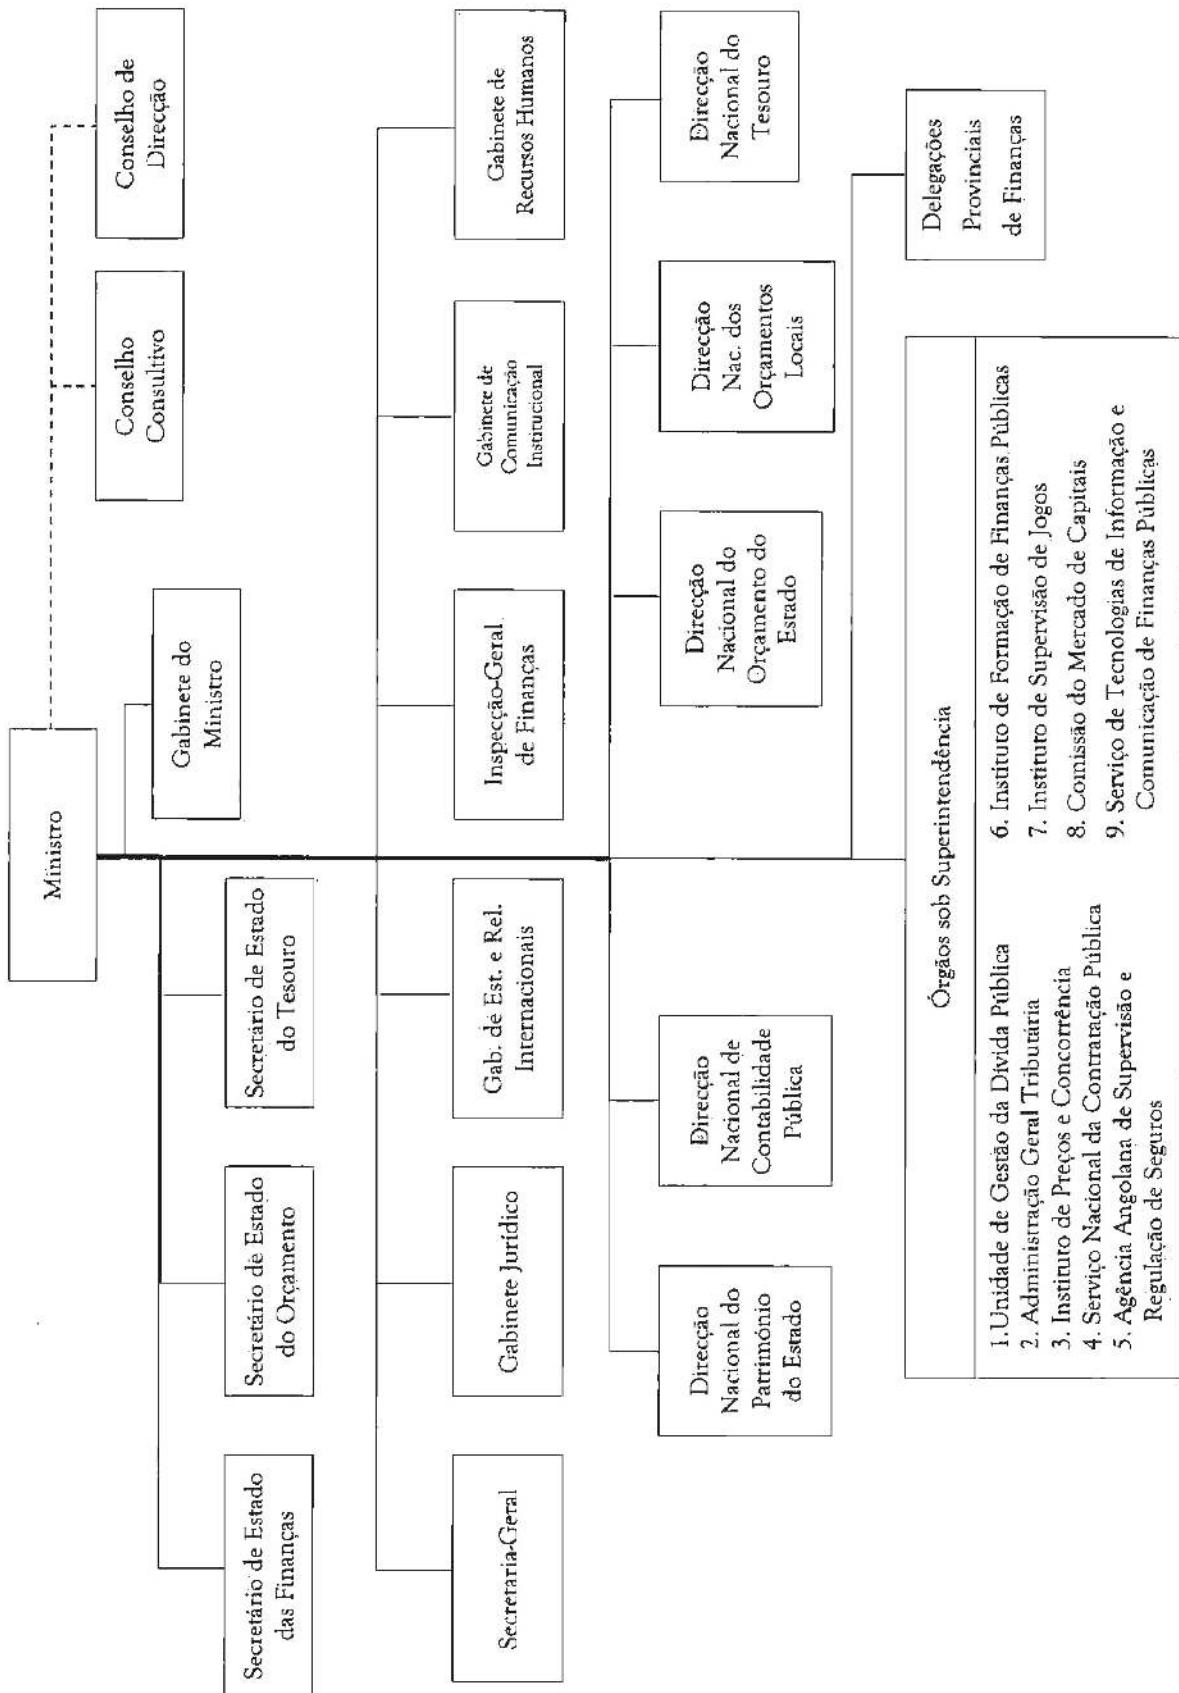 Ministro
Gabinete do
Ministro
Conselho
Consultivo
Conselho de
Direcção
Secretário de Estado
das Finanças
Secretário de Estado
do Orçamento
Secretário de Estado
do Tesouro
Secretaria-Geral
Gabinete Jurídico
Gab. de Est. e Rel.
Internacionais
Inspecção-Geral
de Finanças
Gabinete de
Comunicação
Institucional
Gabinete de
Recursos Humanos
Direcção
Nacional do
Património
do Estado
Direcção
Nacional de
Contabilidade
Pública
Direcção
Nacional do
Orçamento do
Estado
Direcção
Nac. dos
Orçamentos
Locais
Direcção
Nacional do
Tesouro
Delegações
Provinciais
de Finanças
Órgãos sob Superintendência
1.Unidade de Gestão da Dívida Pública
2. Administração Geral Tributária
3. Instituto de Preços e Concorrência
4. Serviço Nacional da Contratação Pública
5. Agência Angolana de Supervisão e
Regulação de Seguros
6. Instituto de Formação de Finanças Públicas
7. Instituto de Supervisão de Jogos
8. Comissão do Mercado de Capitais
9. Serviço de Tecnologias de Informação e
Comunicação de Finanças Públicas